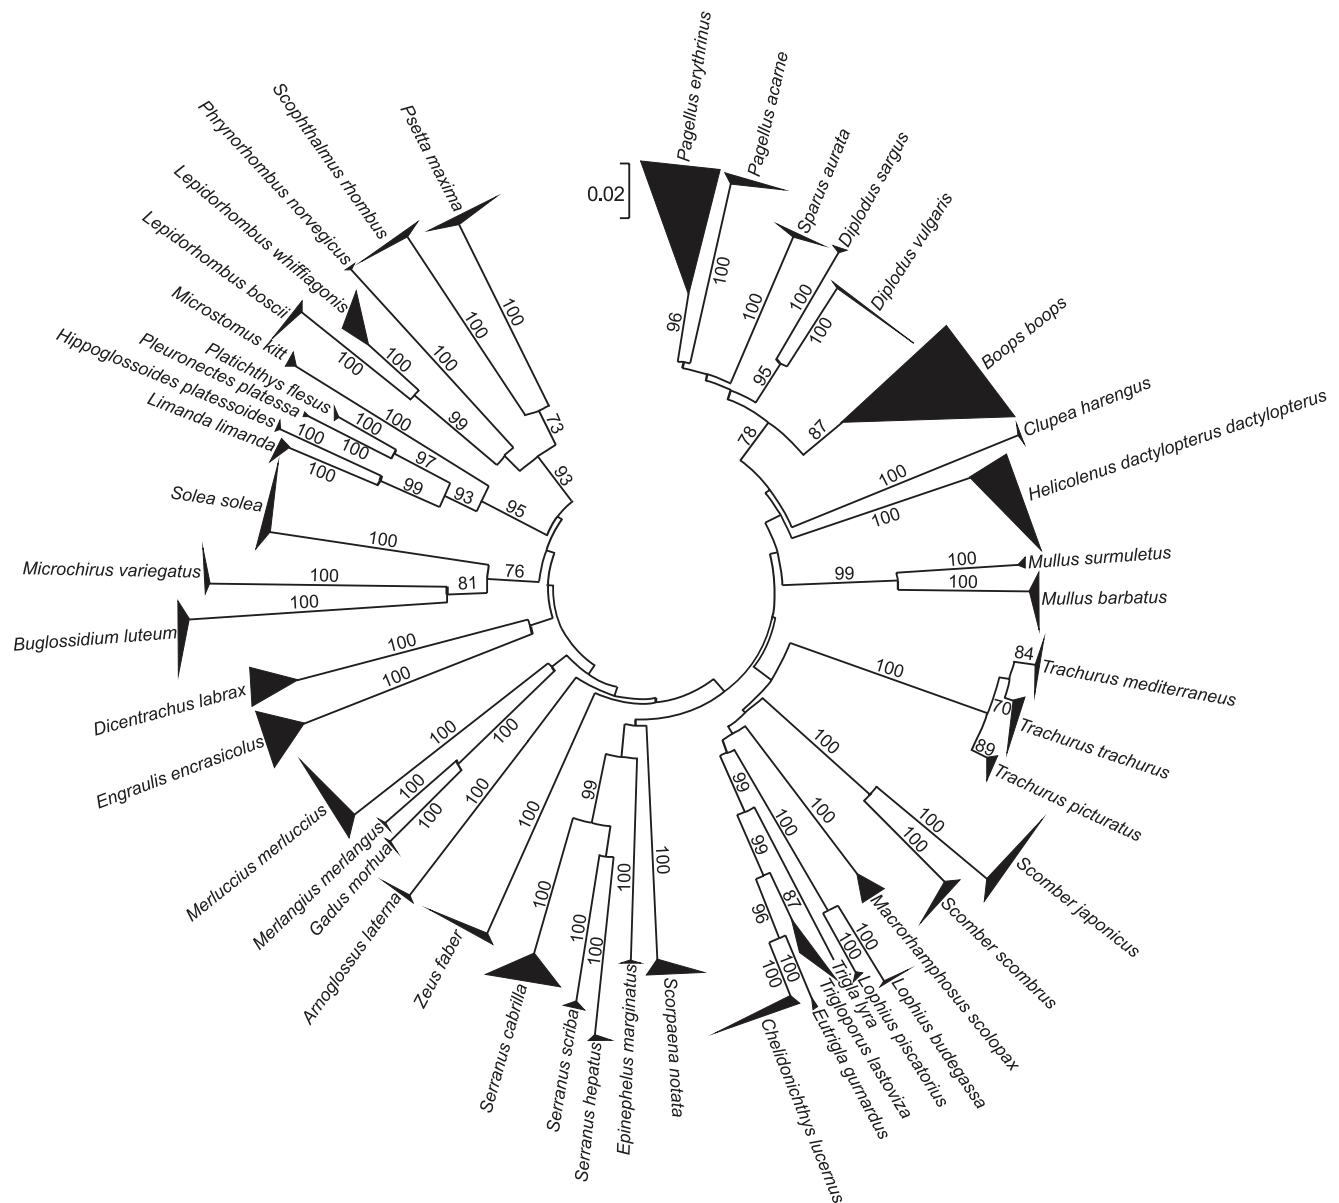 Pagellus erythrinus
Pagellus acarne
Sparus aurata
Diplodus sargus
Diplodus vulgaris
Boops boops
Clupea harengus
Helicolenus dactylopterus dactylopterus
Mullus surmuletus
Mullus barbatus
Trachurus mediterraneus
Trachurus trachurus
Trachurus picturatus
Scomber japonicus
Scomber scombrus
Macrorhamphosus scolopax
Lophius budegassa
Lophius piscatorius
Trigla lyra
Trigloporus lastoviza
Eutrigla gurnardus
Chelidonichthys lucernus
Scorpaena notata
Epinephelus marginatus
Serranus hepatus
Serranus scriba
Serranus cabrilla
Zeus faber
Arnoglossus laterna
Gadus morhua
Merlangius merlangus
Merluccius merluccius
Engraulis encrasicolus
Dicentrachus labrax
Buglossidium luteum
Microchirus variegatus
Solea solea
Limanda limanda
Hippoglossoides platessoides
Pleuronectes platessa
Platichthys flesus
Microstomus kitt
Lepidorhombus boscii
Lepidorhombus whiffiagonis
Phrynorhombus norvegicus
Scophthalmus rhombus
Psetta maxima
0.02
96
100
100
100
100
95
87
78
100
100
99
100
100
100
84
70
89
100
100
100
100
100
100
100
99
99
87
96
100
100
100
100
100
100
100
99
100
100
100
100
100
100
100
100
100
81
100
76
100
99
100
100
93
97
100
100
95
100
100
99
100
100
100
73
93